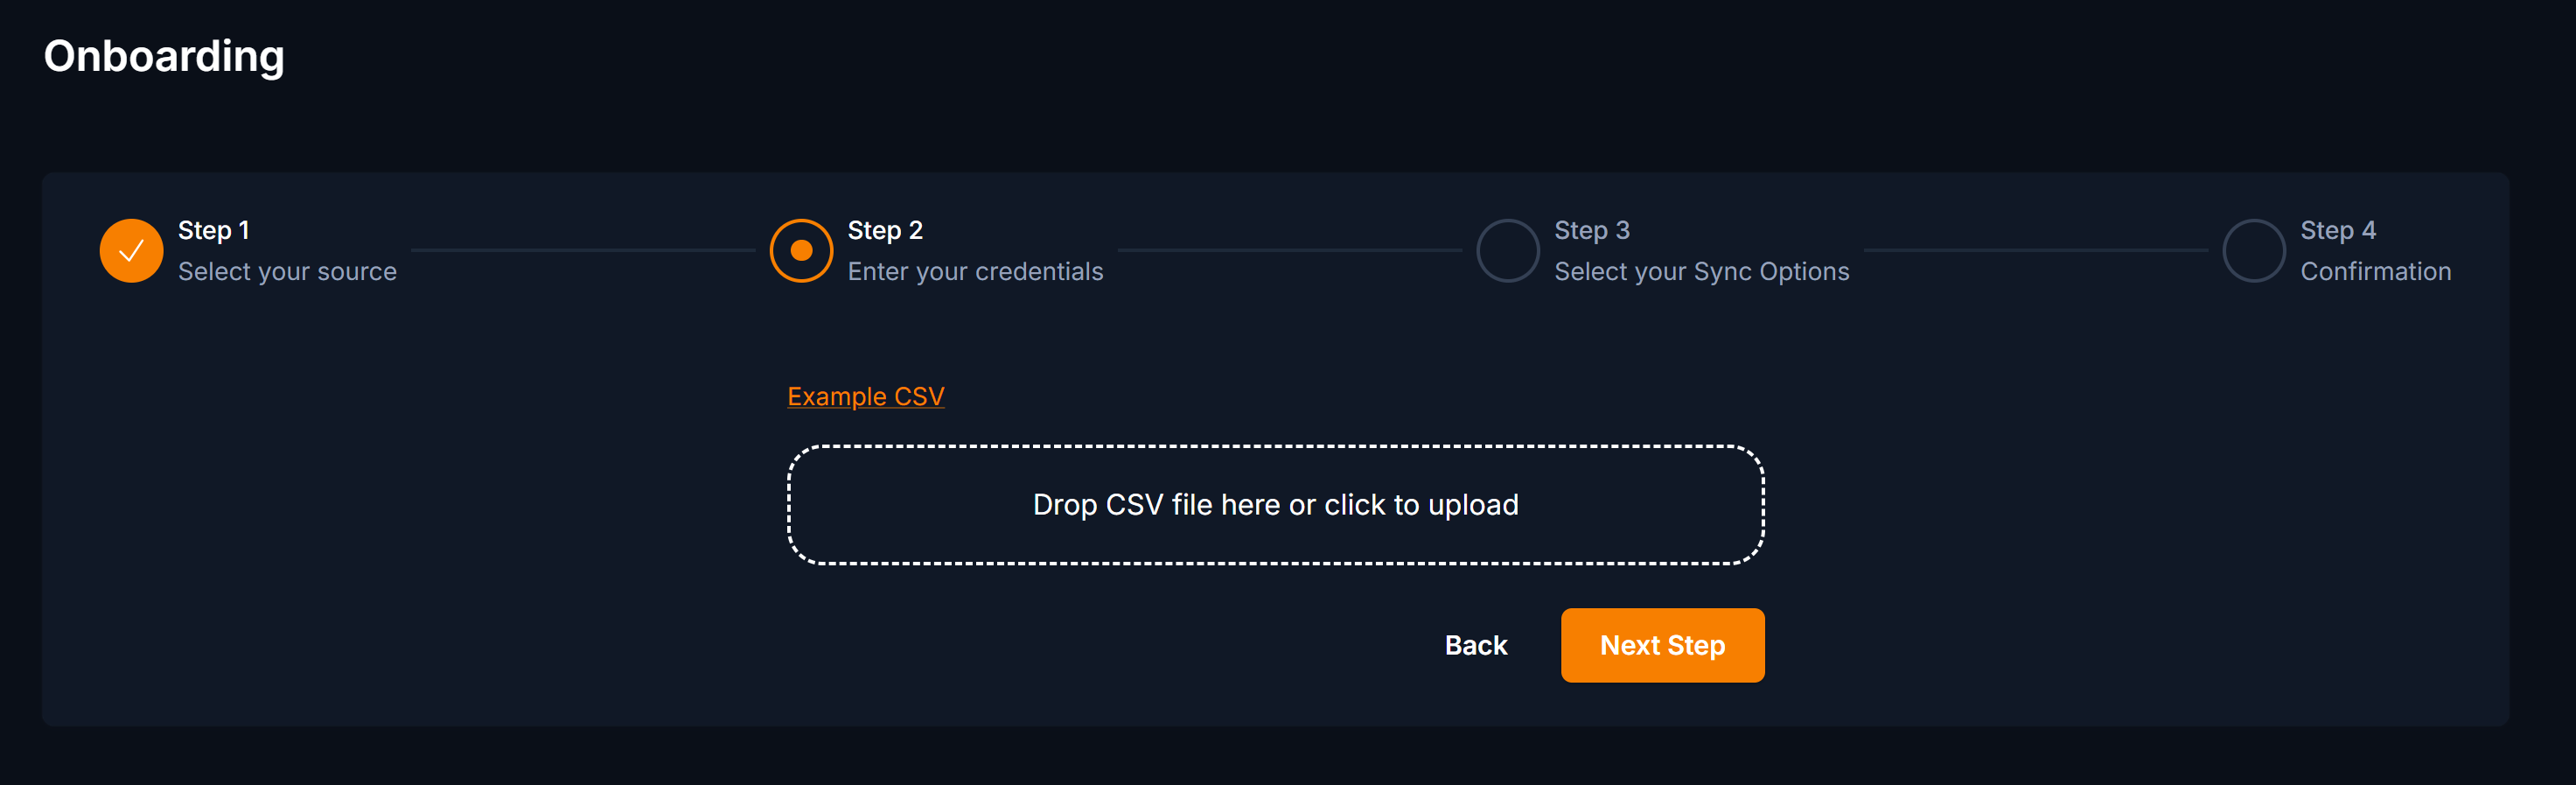 Onboarding
Step 1
Select your source
Step 2
Enter your credentials
Step 3
Select your Sync Options
Step 4
Confirmation
Example CSV
Drop CSV file here or click to upload
Back
Next Step